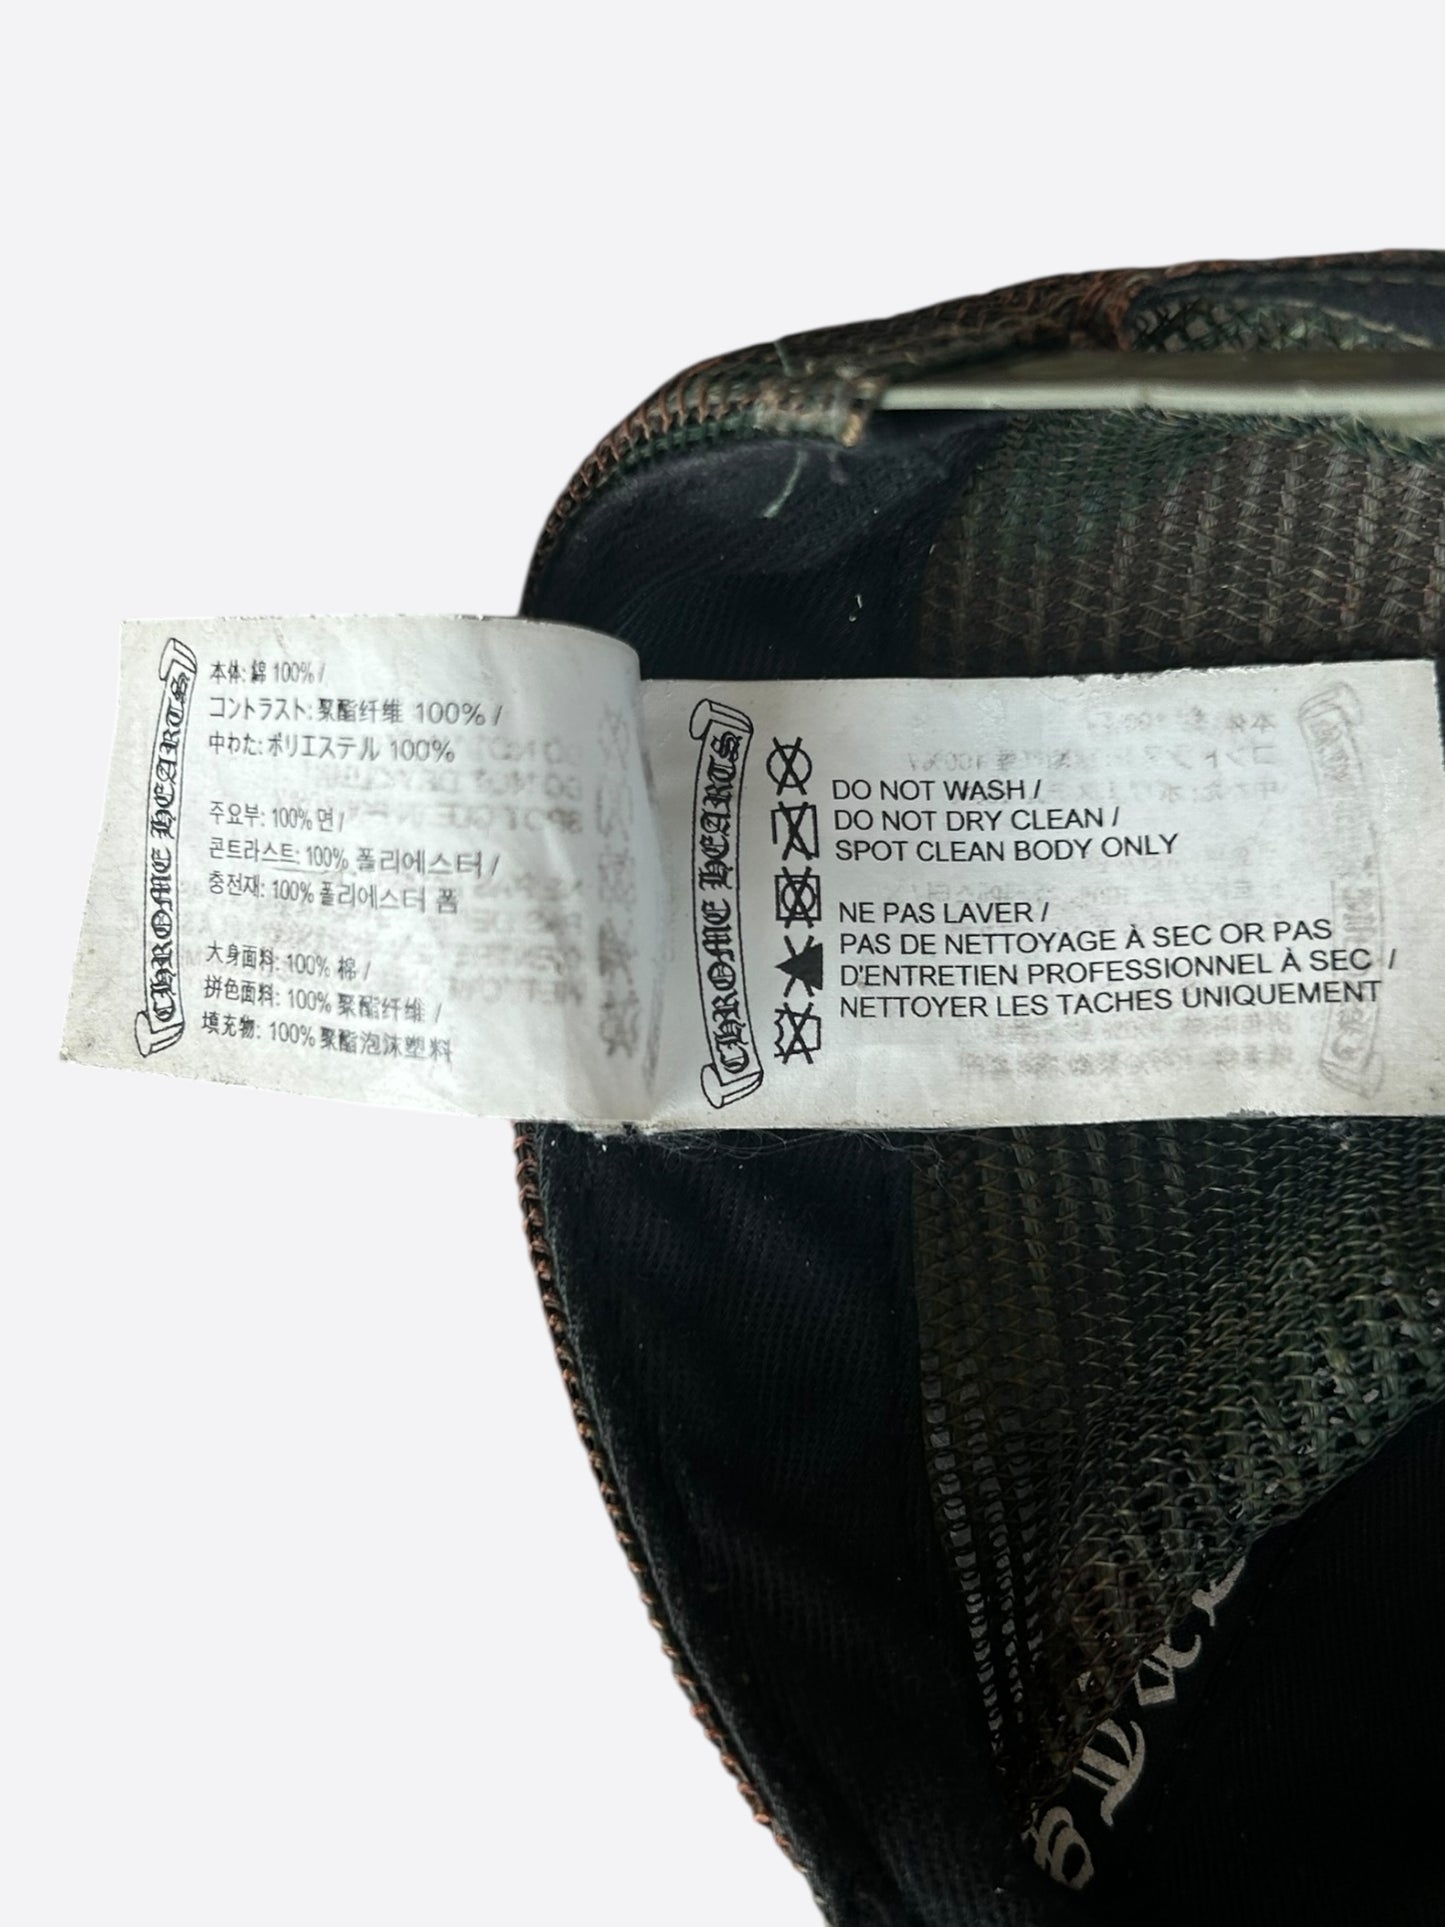 CHROME HEARTS
本体: 綿 100% /
コントラスト: 聚酯纤维 100% /
中わた: ポリエステル 100%
주요부: 100% 면 /
콘트라스트: 100% 폴리에스터 /
충전재: 100% 폴리에스터 폼
大身面料: 100% 棉 /
拼色面料: 100% 聚酯纤维 /
填充物: 100% 聚酯泡沫塑料
CHROME HEARTS
DO NOT WASH /
DO NOT DRY CLEAN /
SPOT CLEAN BODY ONLY
NE PAS LAVER /
PAS DE NETTOYAGE À SEC OR PAS
D'ENTRETIEN PROFESSIONNEL À SEC /
NETTOYER LES TACHES UNIQUEMENT